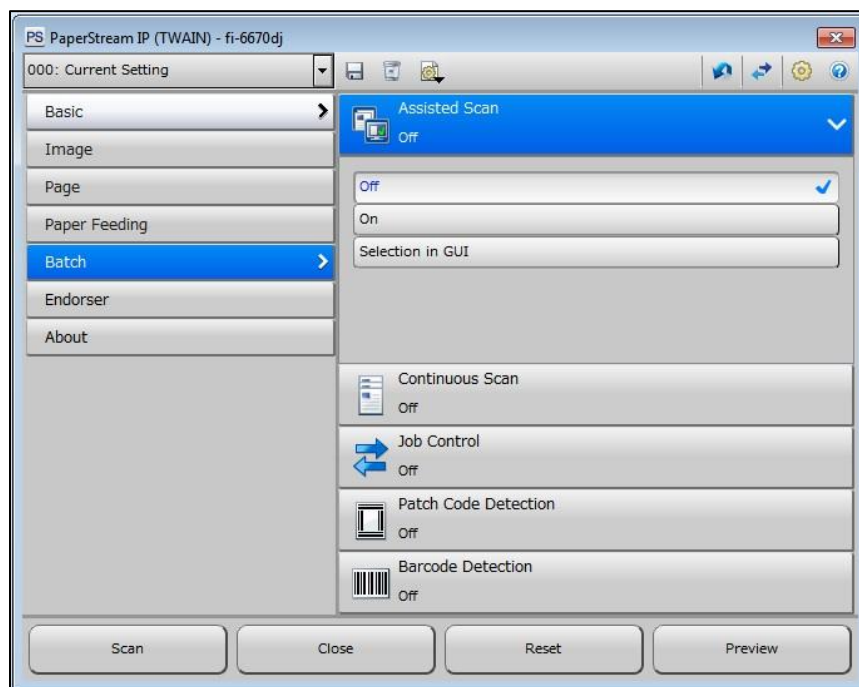 PS PaperStream IP (TWAIN) - fi-6670dj
000: Current Setting
Basic
Image
Page
Paper Feeding
Batch
Endorser
About
Assisted Scan
Off
Off
On
Selection in GUI
Continuous Scan
Off
Job Control
Off
Patch Code Detection
Off
Barcode Detection
Off
Scan
Close
Reset
Preview